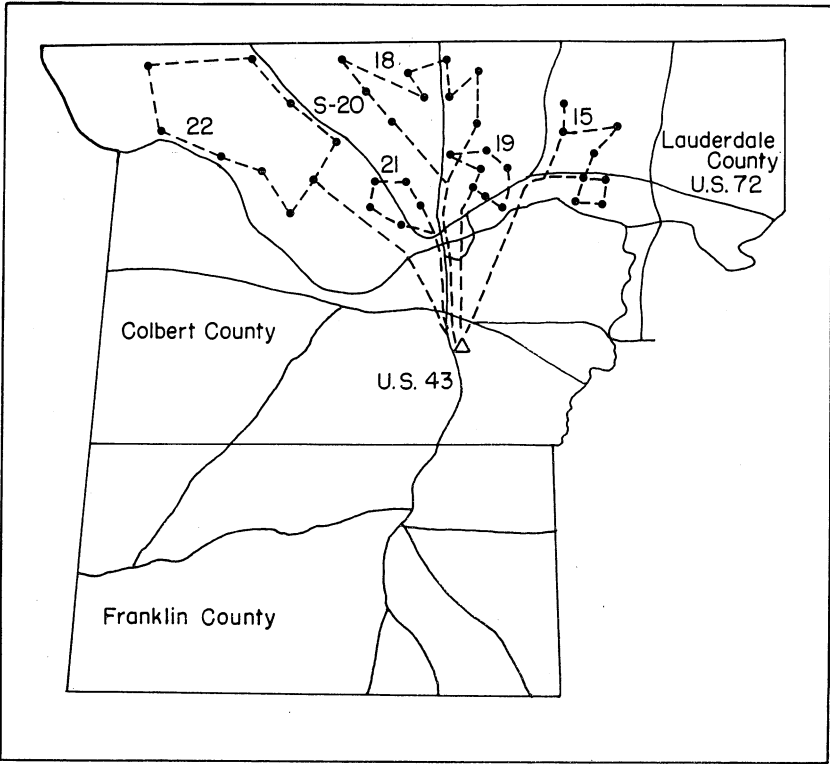 18
S-20
15
22
19
21
Lauderdale
County
U.S. 72
Colbert County
U.S. 43
Franklin County